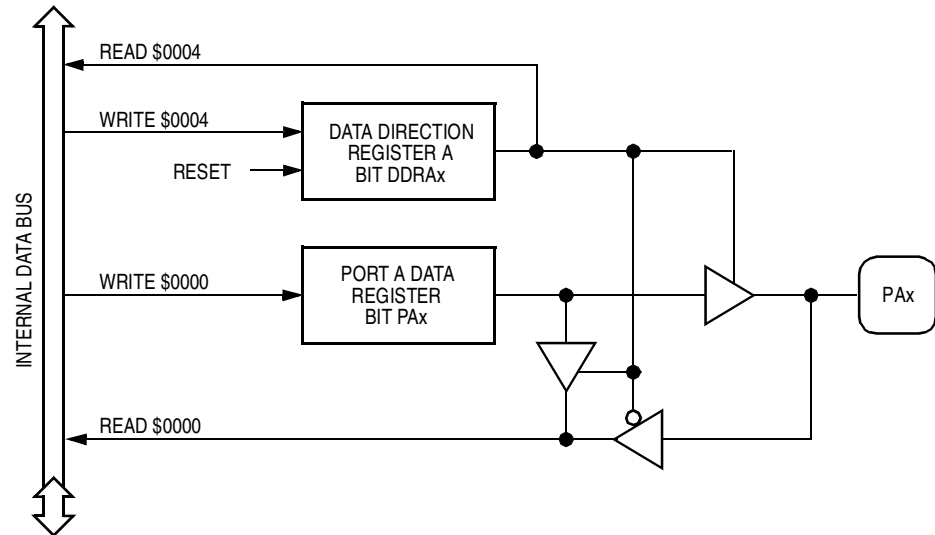 READ $0004
WRITE $0004
DATA DIRECTION
REGISTER A
BIT DDRAx
RESET
INTERNAL DATA BUS
WRITE $0000
PORT A DATA
REGISTER
BIT PAx
PAx
READ $0000